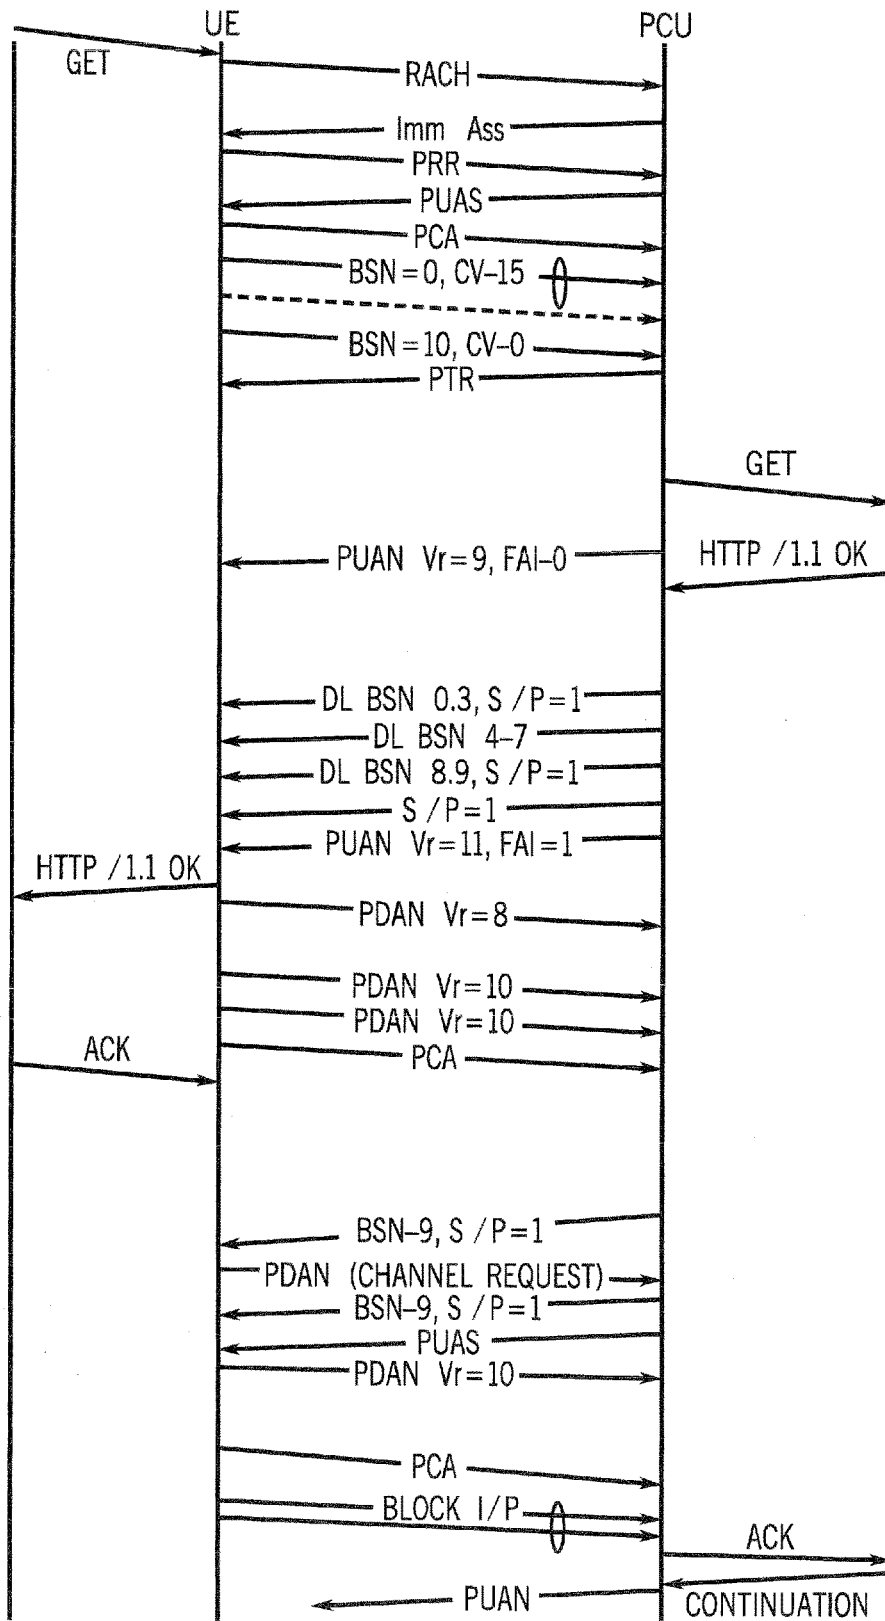 UE
PCU
GET
RACH
Imm Ass
PRR
PUAS
PCA
BSN=0, CV-15
BSN=10, CV-0
PTR
GET
PUAN Vr=9, FAI-0
HTTP /1.1 OK
DL BSN 0.3, S /P=1
DL BSN 4-7
DL BSN 8.9, S /P=1
S /P=1
PUAN Vr=11, FAI=1
HTTP /1.1 OK
PDAN Vr=8
PDAN Vr=10
PDAN Vr=10
ACK
PCA
BSN-9, S /P=1
PDAN (CHANNEL REQUEST)
BSN-9, S /P=1
PUAS
PDAN Vr=10
PCA
BLOCK I/P
ACK
PUAN
CONTINUATION